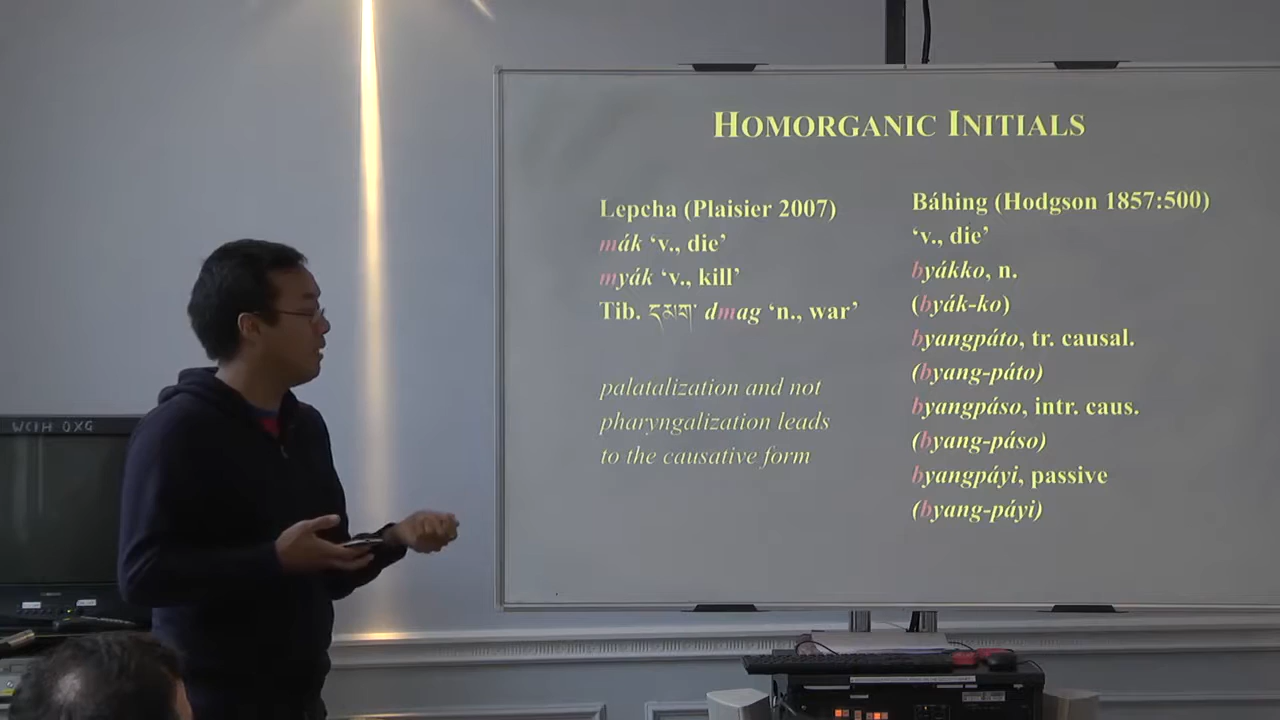 HOMORGANIC INITIALS
Lepcha (Plaisier 2007)
mák ‘v., die’
myák ‘v., kill’
Tib. དམག་ dmag ‘n., war’
palatalization and not
pharyngalization leads
to the causative form
Báhing (Hodgson 1857:500)
‘v., die’
byákko, n.
(byák-ko)
byangpáto, tr. causal.
(byang-páto)
byangpáso, intr. caus.
(byang-páso)
byangpáyi, passive
(byang-páyi)
WC1H 0XG